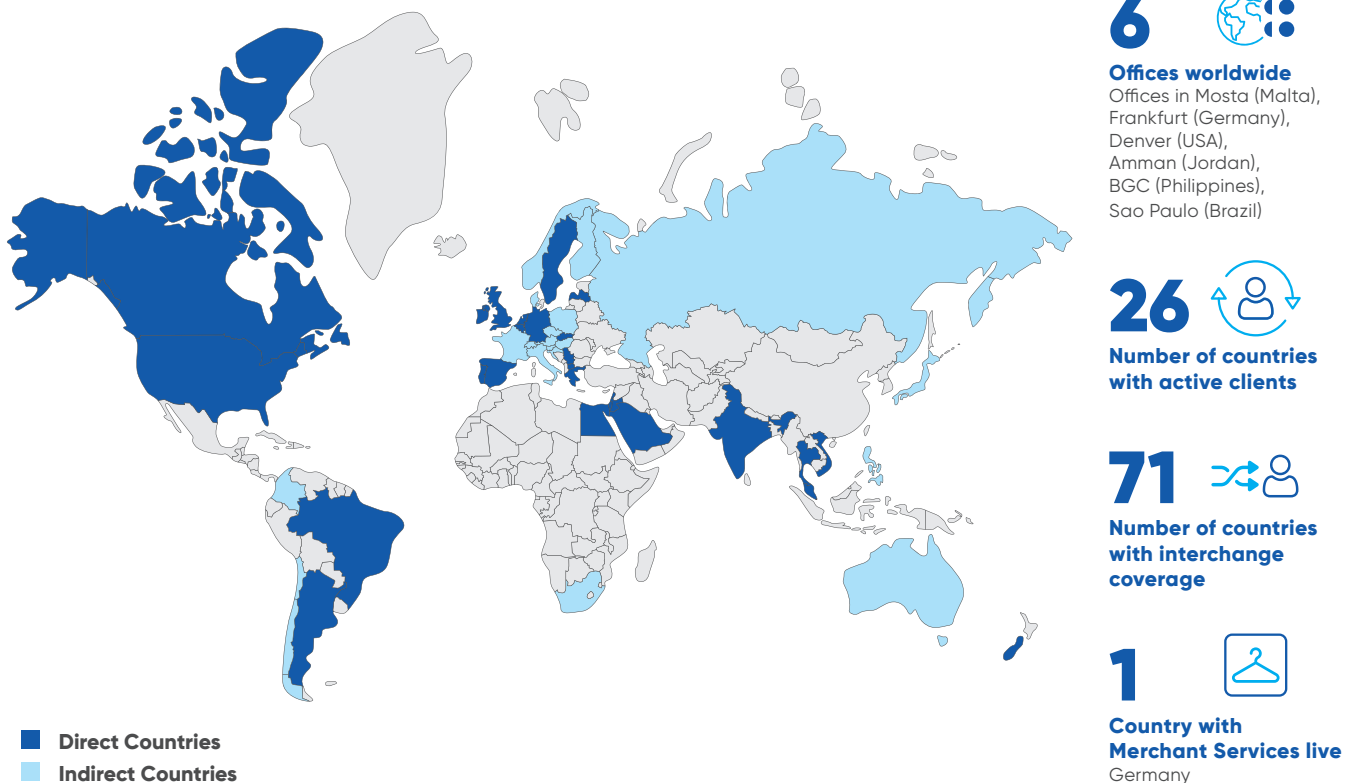 6
Offices worldwide
Offices in Mosta (Malta),
Frankfurt (Germany),
Denver (USA),
Amman (Jordan),
BGC (Philippines),
Sao Paulo (Brazil)
26
Number of countries
with active clients
71
Number of countries
with interchange
coverage
1
Country with
Merchant Services live
Germany
Direct Countries
Indirect Countries